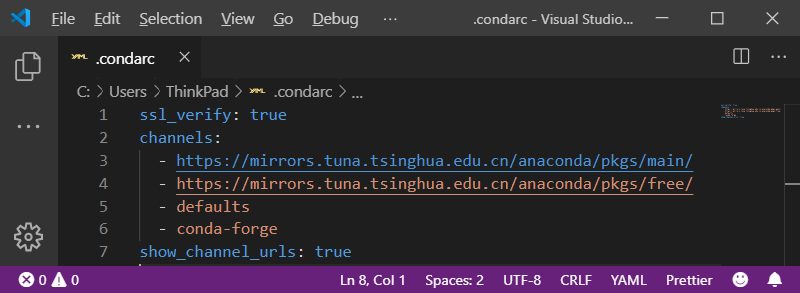 File Edit Selection View Go Debug ... .condarc - Visual Studio...
YAML .condarc
C: > Users > ThinkPad > YAML .condarc > ...
1 ssl_verify: true
2 channels:
3 - https://mirrors.tuna.tsinghua.edu.cn/anaconda/pkgs/main/
4 - https://mirrors.tuna.tsinghua.edu.cn/anaconda/pkgs/free/
5 - defaults
6 - conda-forge
7 show_channel_urls: true
0 0 Ln 8, Col 1 Spaces: 2 UTF-8 CRLF YAML Prettier